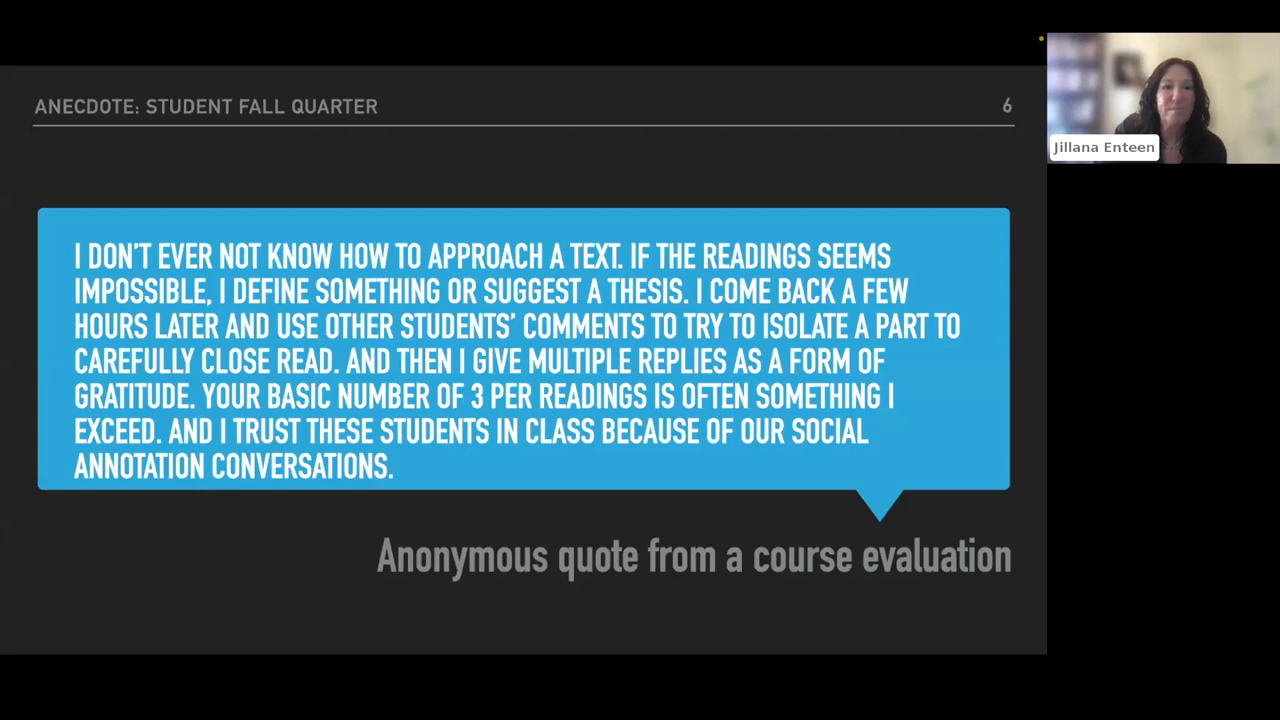 ANECDOTE: STUDENT FALL QUARTER
6
Jillana Enteen
I DON'T EVER NOT KNOW HOW TO APPROACH A TEXT. IF THE READINGS SEEMS
IMPOSSIBLE, I DEFINE SOMETHING OR SUGGEST A THESIS. I COME BACK A FEW
HOURS LATER AND USE OTHER STUDENTS' COMMENTS TO TRY TO ISOLATE A PART TO
CAREFULLY CLOSE READ. AND THEN I GIVE MULTIPLE REPLIES AS A FORM OF
GRATITUDE. YOUR BASIC NUMBER OF 3 PER READINGS IS OFTEN SOMETHING I
EXCEED. AND I TRUST THESE STUDENTS IN CLASS BECAUSE OF OUR SOCIAL
ANNOTATION CONVERSATIONS.
Anonymous quote from a course evaluation